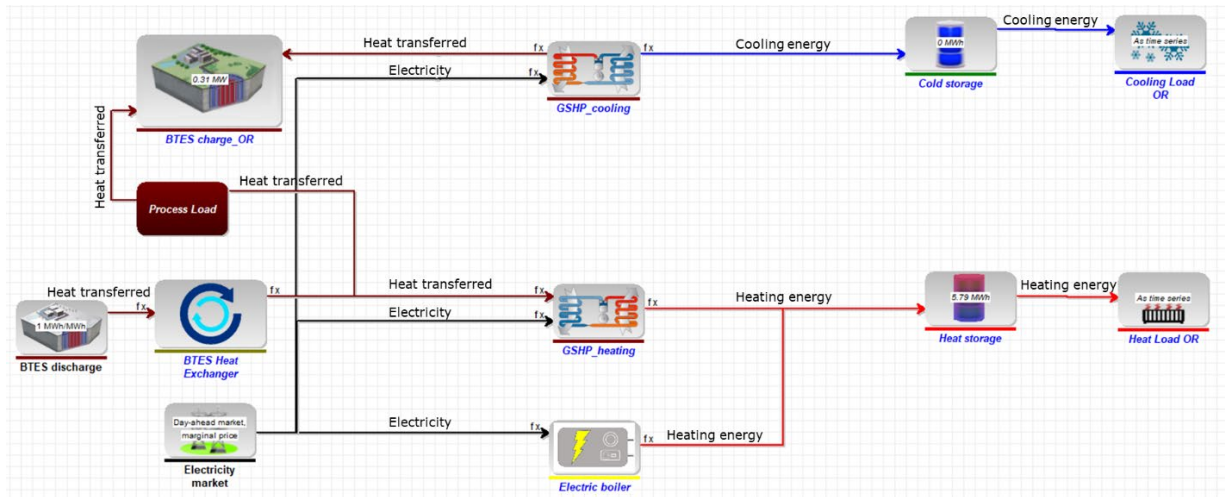 Cooling energy
Heat transferred
fx
fx
Cooling energy
0 MWh
As time series
Electricity
fx
0.31 MW
GSHP_cooling
Cold storage
Cooling Load
OR
BTES charge_OR
Heat transferred
Process Load
Heat transferred
Heat transferred
fx
fx
Heat transferred
fx
fx
Heating energy
Heating energy
5.79 MWh
As time series
1 MWh/MWh
Electricity
fx
BTES discharge
BTES Heat
Exchanger
GSHP_heating
Heat storage
Heat Load OR
Day-ahead market,
marginal price
Electricity
fx
fx
Heating energy
Electricity
market
Electric boiler